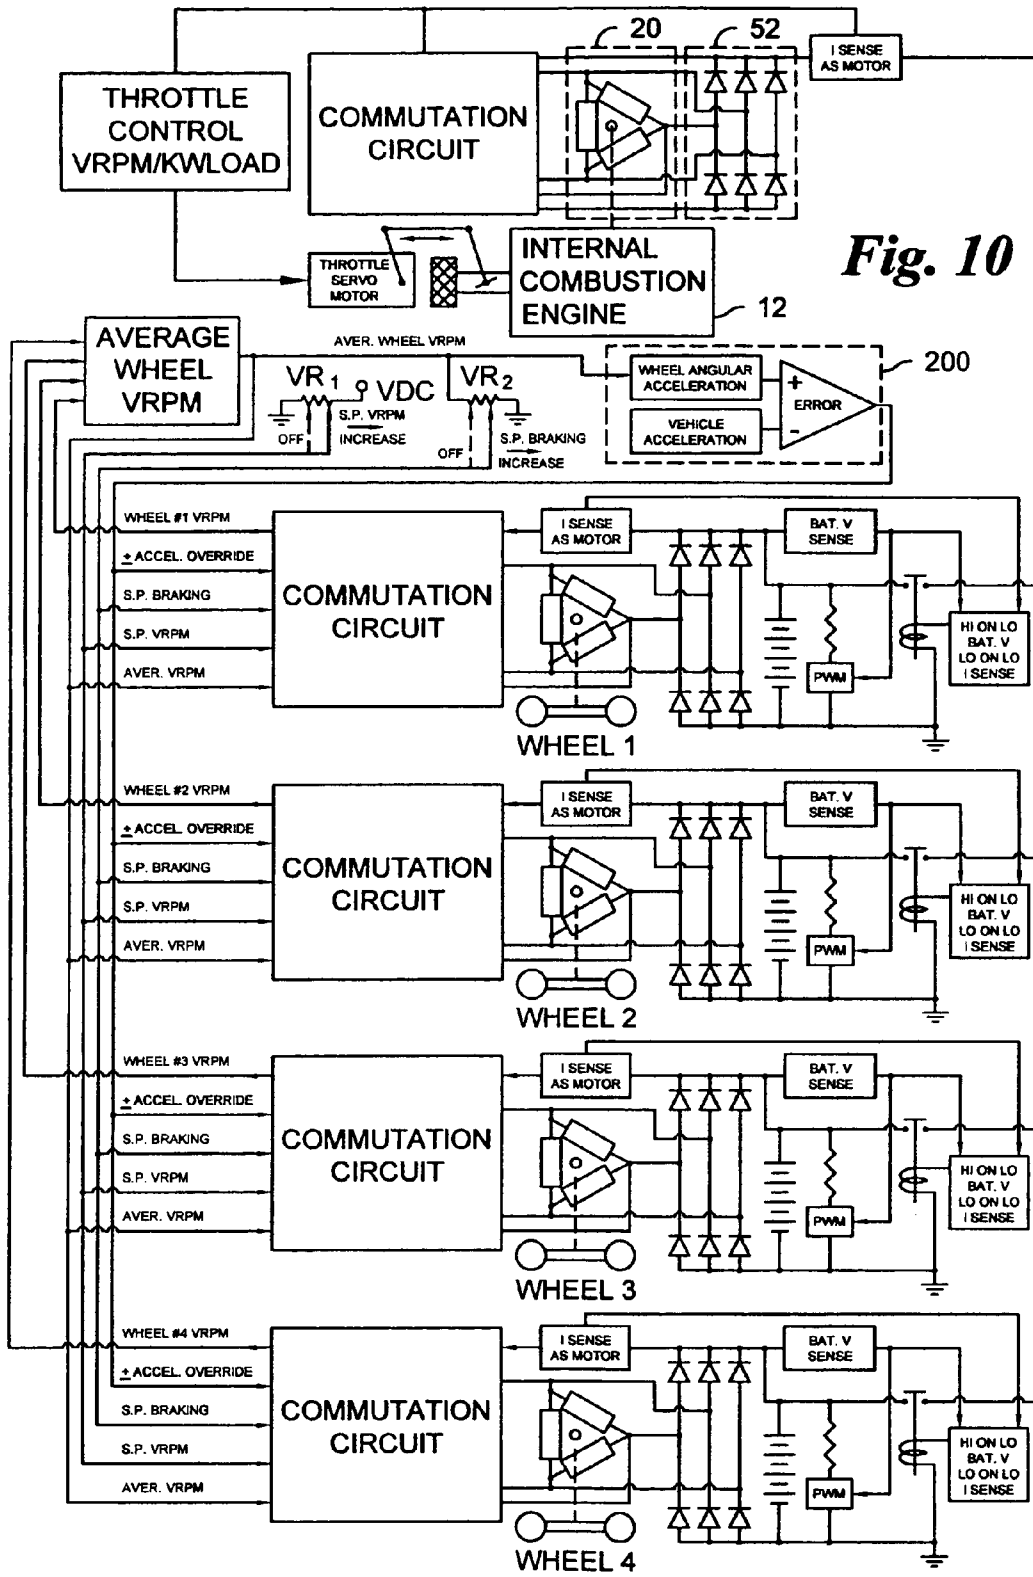 20
52
I SENSE
AS MOTOR
THROTTLE
CONTROL
VRPM/KWLOAD
COMMUTATION
CIRCUIT
Fig. 10
THROTTLE
SERVO
MOTOR
INTERNAL
COMBUSTION
ENGINE
12
AVERAGE
WHEEL
VRPM
AVER. WHEEL VRPM
VR1
VDC
VR2
S.P. VRPM
INCREASE
OFF
S.P. BRAKING
INCREASE
OFF
WHEEL ANGULAR
ACCELERATION
VEHICLE
ACCELERATION
+
ERROR
-
200
WHEEL #1 VRPM
± ACCEL. OVERRIDE
S.P. BRAKING
S.P. VRPM
AVER. VRPM
COMMUTATION
CIRCUIT
I SENSE
AS MOTOR
BAT. V
SENSE
PWM
HI ON LO
BAT. V
LO ON LO
I SENSE
WHEEL 1
WHEEL #2 VRPM
± ACCEL. OVERRIDE
S.P. BRAKING
S.P. VRPM
AVER. VRPM
COMMUTATION
CIRCUIT
I SENSE
AS MOTOR
BAT. V
SENSE
PWM
HI ON LO
BAT. V
LO ON LO
I SENSE
WHEEL 2
WHEEL #3 VRPM
± ACCEL. OVERRIDE
S.P. BRAKING
S.P. VRPM
AVER. VRPM
COMMUTATION
CIRCUIT
I SENSE
AS MOTOR
BAT. V
SENSE
PWM
HI ON LO
BAT. V
LO ON LO
I SENSE
WHEEL 3
WHEEL #4 VRPM
± ACCEL. OVERRIDE
S.P. BRAKING
S.P. VRPM
AVER. VRPM
COMMUTATION
CIRCUIT
I SENSE
AS MOTOR
BAT. V
SENSE
PWM
HI ON LO
BAT. V
LO ON LO
I SENSE
WHEEL 4